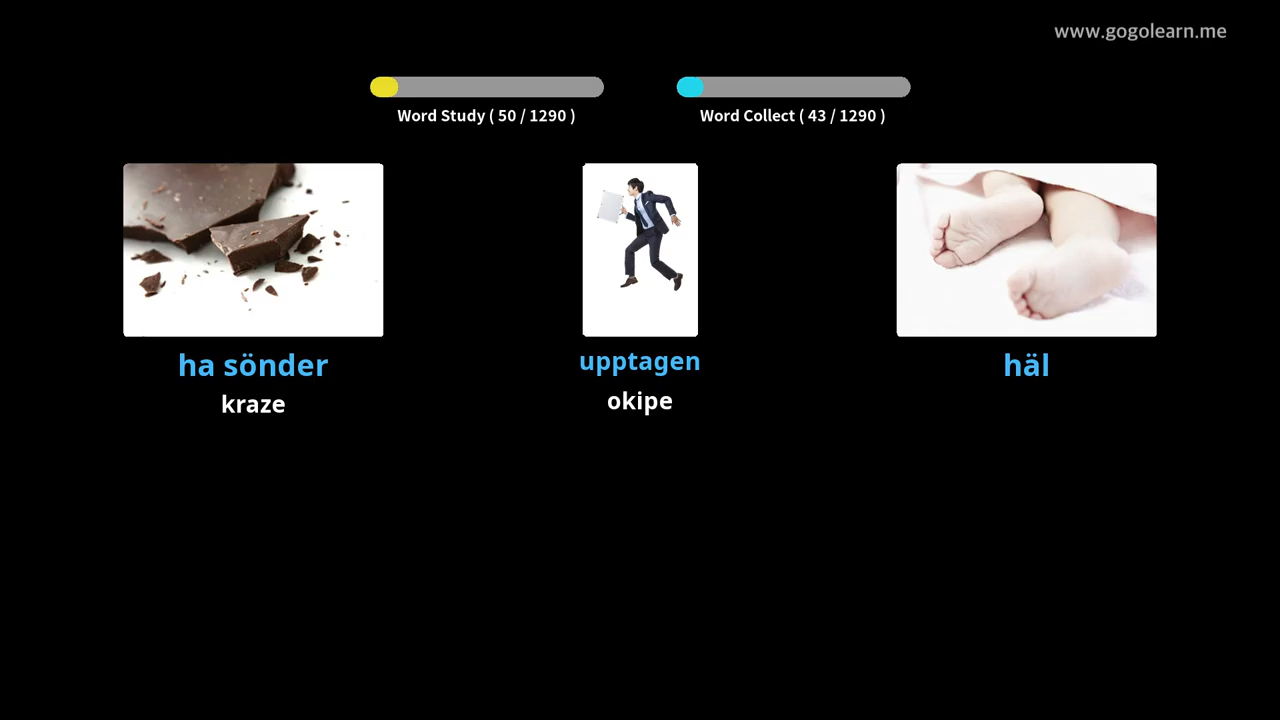 www.gogolearn.me
Word Study ( 50 / 1290 )
Word Collect ( 43 / 1290 )
ha sönder
upptagen
häl
kraze
okipe